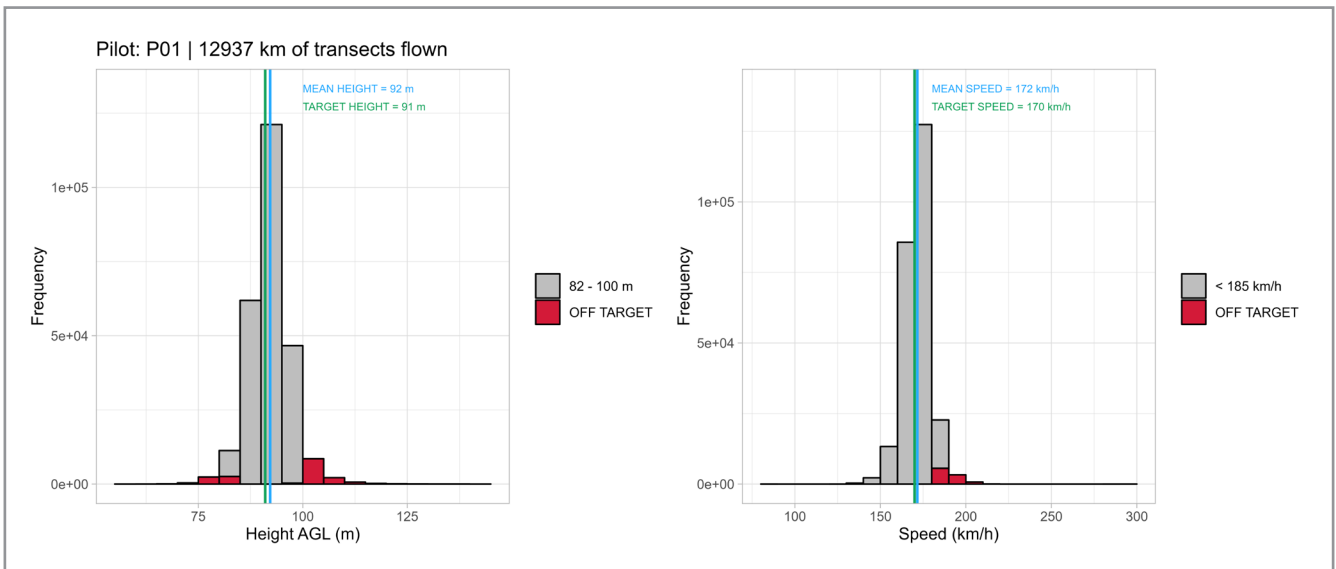 Pilot: P01 | 12937 km of transects flown
MEAN HEIGHT = 92 m
TARGET HEIGHT = 91 m
1e+05
5e+04
0e+00
Frequency
75
100
125
Height AGL (m)
82 - 100 m
OFF TARGET
MEAN SPEED = 172 km/h
TARGET SPEED = 170 km/h
1e+05
5e+04
0e+00
Frequency
100
150
200
250
300
Speed (km/h)
< 185 km/h
OFF TARGET